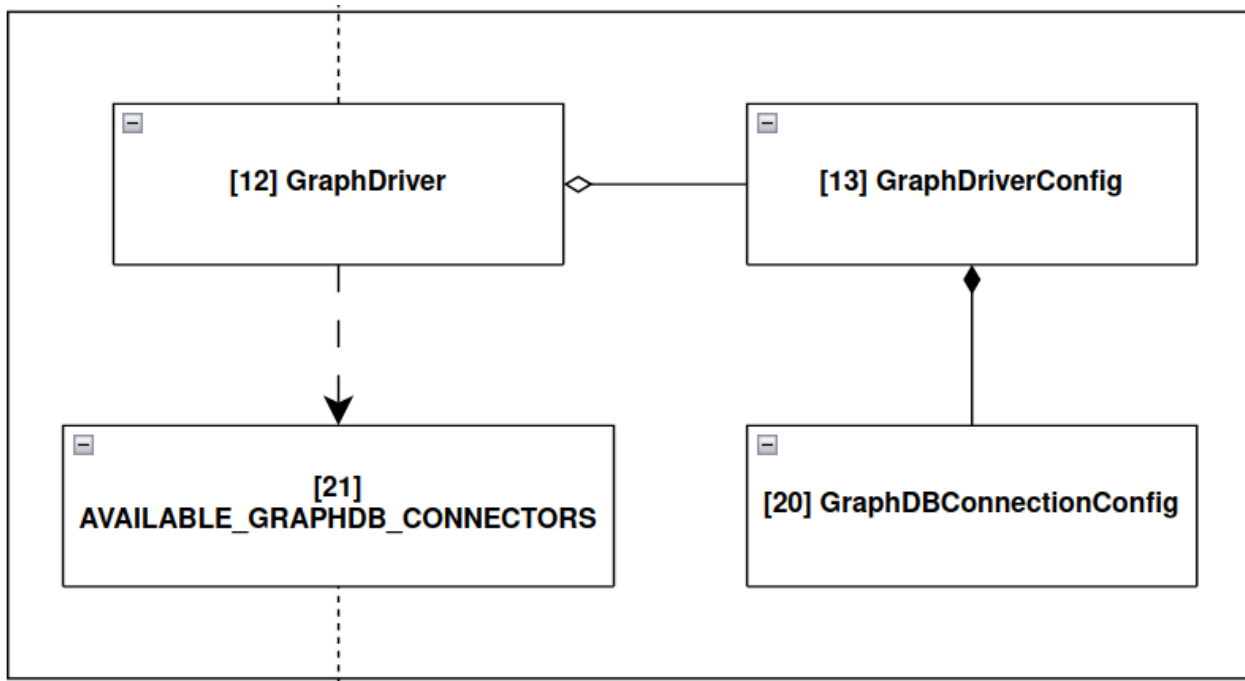 [12] GraphDriver
[13] GraphDriverConfig
[21]
AVAILABLE_GRAPHDB_CONNECTORS
[20] GraphDBConnectionConfig